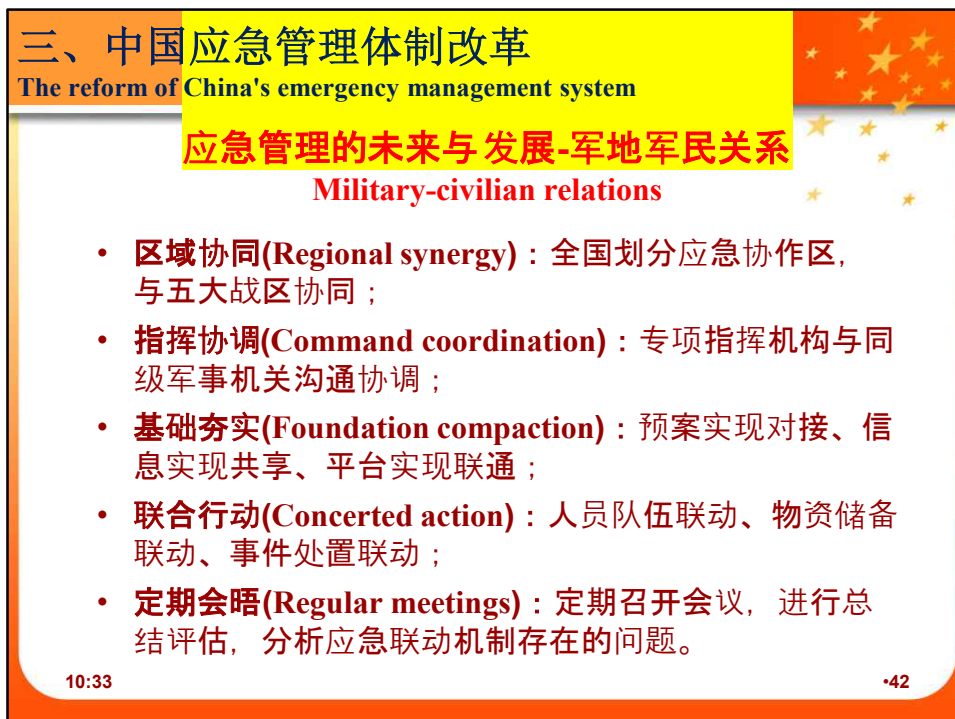 三、中国应急管理体制改革
The reform of China's emergency management system
应急管理的未来与发展-军地军民关系
Military-civilian relations
• 区域协同(Regional synergy)：全国划分应急协作区，
与五大战区协同；
• 指挥协调(Command coordination)：专项指挥机构与同
级军事机关沟通协调；
• 基础夯实(Foundation compaction)：预案实现对接、信
息实现共享、平台实现联通；
• 联合行动(Concerted action)：人员队伍联动、物资储备
联动、事件处置联动；
• 定期会晤(Regular meetings)：定期召开会议，进行总
结评估，分析应急联动机制存在的问题。
10:33
•42